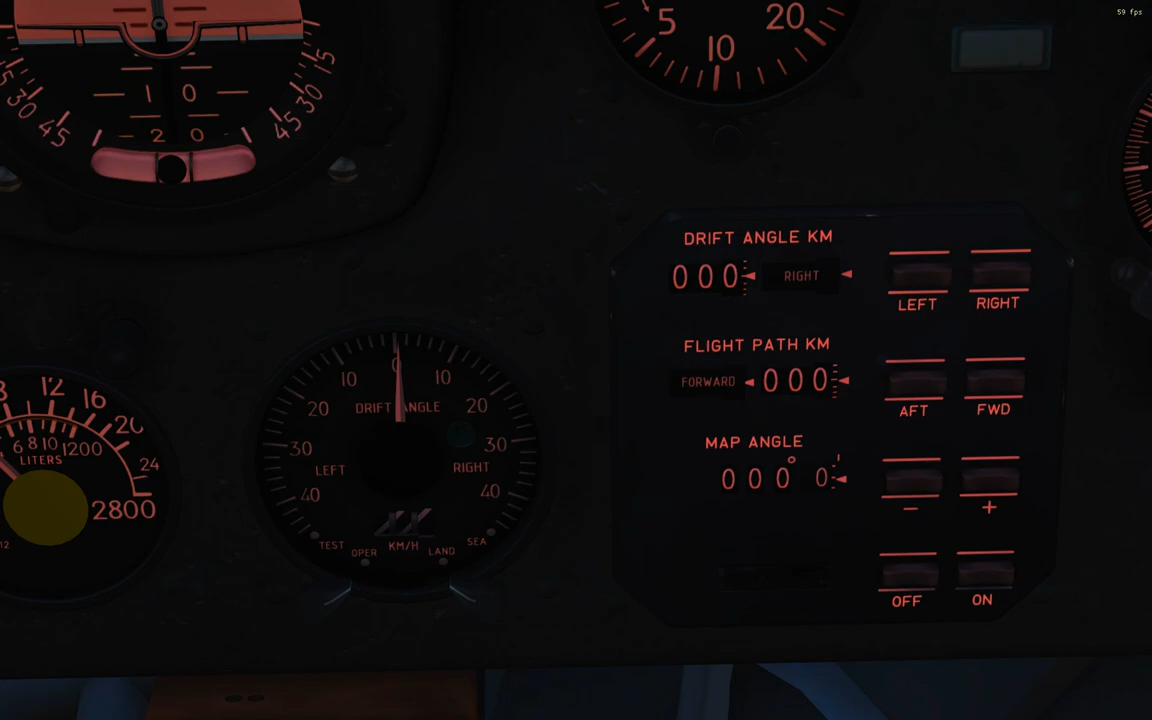 59 fps
5 10 20
15 30 45
1 0
2 0
45 30 15
DRIFT ANGLE KM
000 RIGHT
LEFT RIGHT
FLIGHT PATH KM
FORWARD 000
AFT FWD
MAP ANGLE
000° 0
- +
OFF ON
0
10 10
20 DRIFT ANGLE 20
30 30
LEFT RIGHT
40 40
TEST OPER KM/H LAND SEA
8 12 16 20 24
6 8 10 1200
LITERS
2800
12